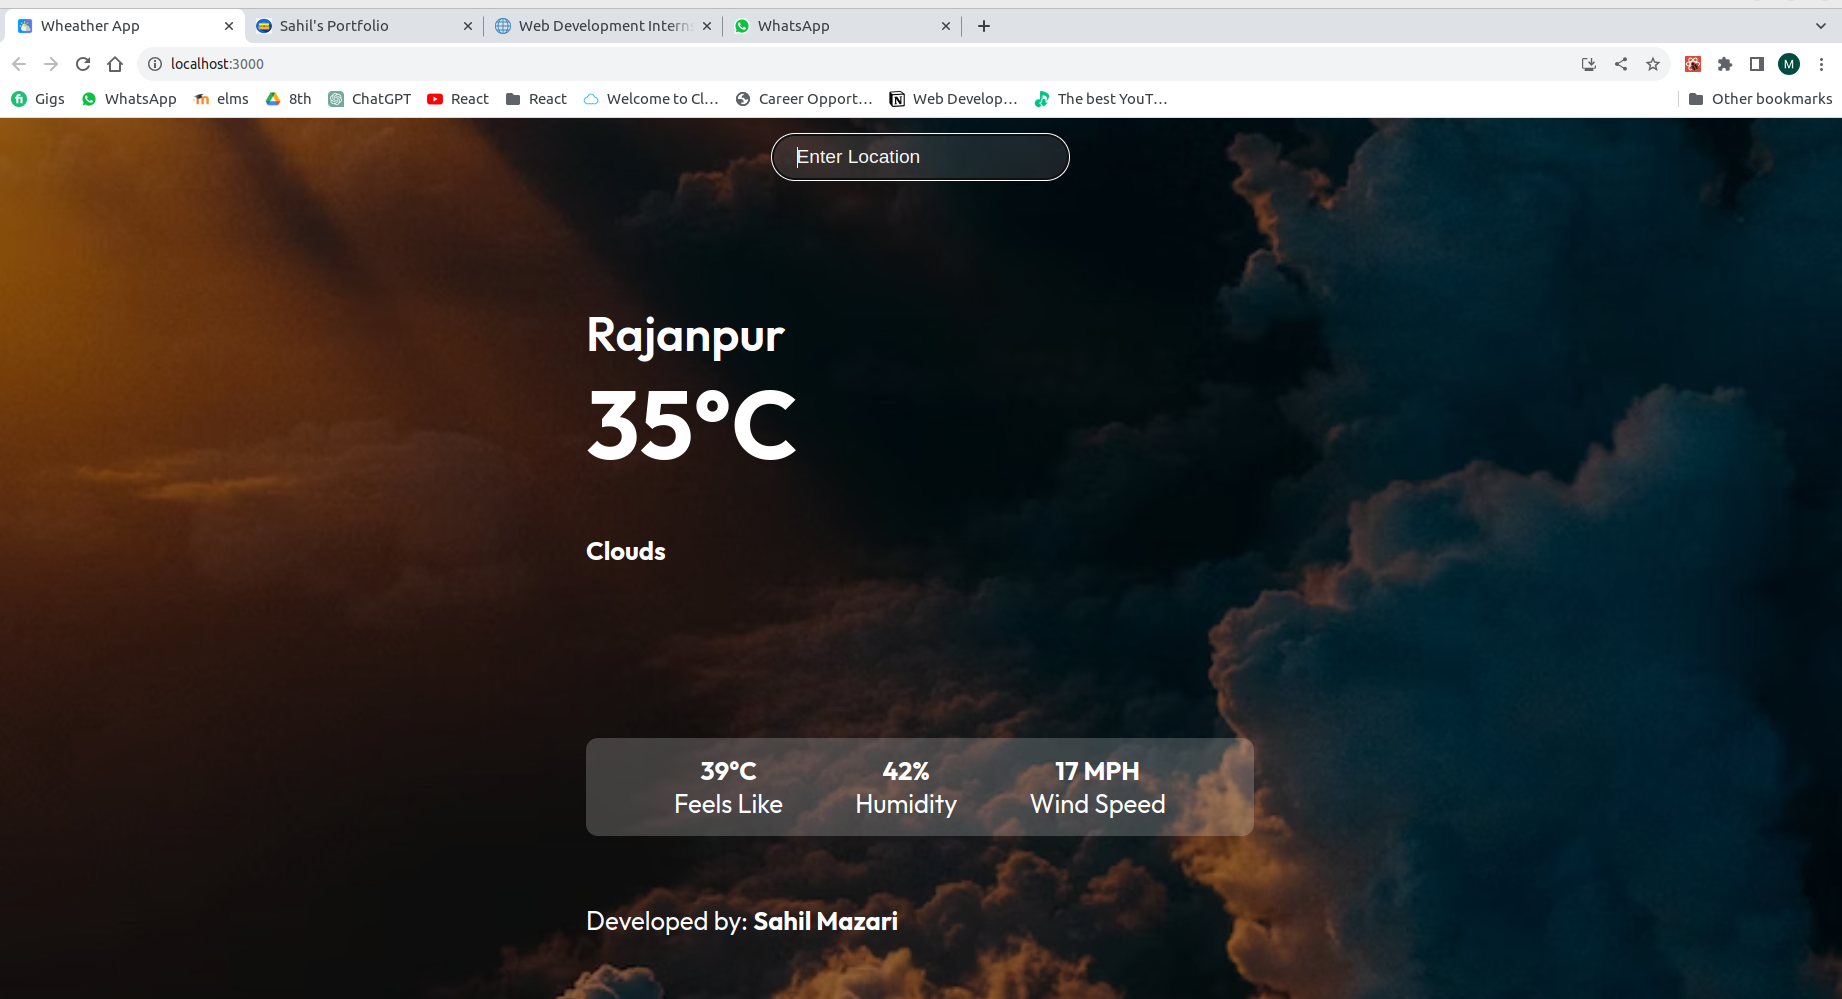 Wheather App
Sahil's Portfolio
Web Development Intern
WhatsApp
localhost:3000
M
Gigs
WhatsApp
elms
8th
ChatGPT
React
React
Welcome to Cl...
Career Opport...
Web Develop...
The best YouT...
Other bookmarks
Enter Location
Rajanpur
35°C
Clouds
39°C 42% 17 MPH
Feels Like Humidity Wind Speed
Developed by: Sahil Mazari